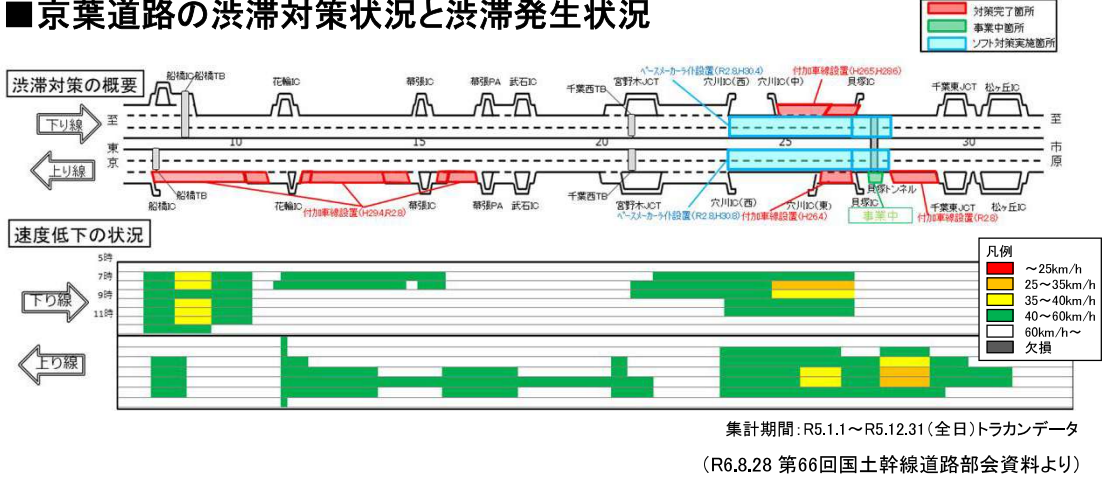 ■京葉道路の渋滞対策状況と渋滞発生状況
対策完了箇所
事業中箇所
ソフト対策実施箇所
渋滞対策の概要
船橋IC 船橋TB
花輪IC
幕張IC
幕張PA
武石IC
千葉西TB
宮野木JCT
ペースメーカーライト設置(R2.8,H30.4)
穴川IC(西)
穴川IC(中)
付加車線設置(H26.5,H28.6)
貝塚IC
千葉東JCT
松ヶ丘IC
下り線
至
至
東
京
10
15
20
25
30
市
原
上り線
船橋IC
船橋TB
花輪IC
付加車線設置(H29.4,R2.8)
幕張IC
幕張PA
武石IC
千葉西TB
宮野木JCT
ペースメーカーライト設置(R2.8,H30.8)
穴川IC(西)
穴川IC(東)
付加車線設置(H26.4)
貝塚IC
貝塚トンネル
事業中
千葉東JCT
付加車線設置(R2.8)
松ヶ丘IC
速度低下の状況
5時
7時
9時
11時
下り線
上り線
凡例
～25km/h
25～35km/h
35～40km/h
40～60km/h
60km/h～
欠損
集計期間:R5.1.1～R5.12.31(全日)トラカンデータ
(R6.8.28 第66回国土幹線道路部会資料より)